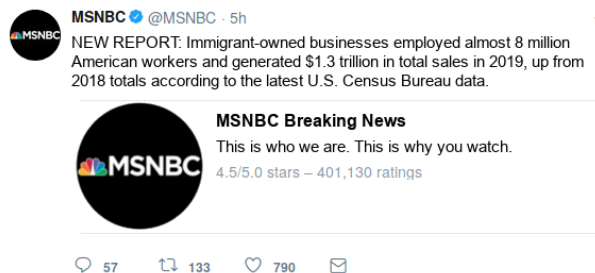 MSNBC @MSNBC · 5h
MSNBC
NEW REPORT: Immigrant-owned businesses employed almost 8 million
American workers and generated $1.3 trillion in total sales in 2019, up from
2018 totals according to the latest U.S. Census Bureau data.
MSNBC
MSNBC Breaking News
This is who we are. This is why you watch.
4.5/5.0 stars – 401,130 ratings
57 133 790